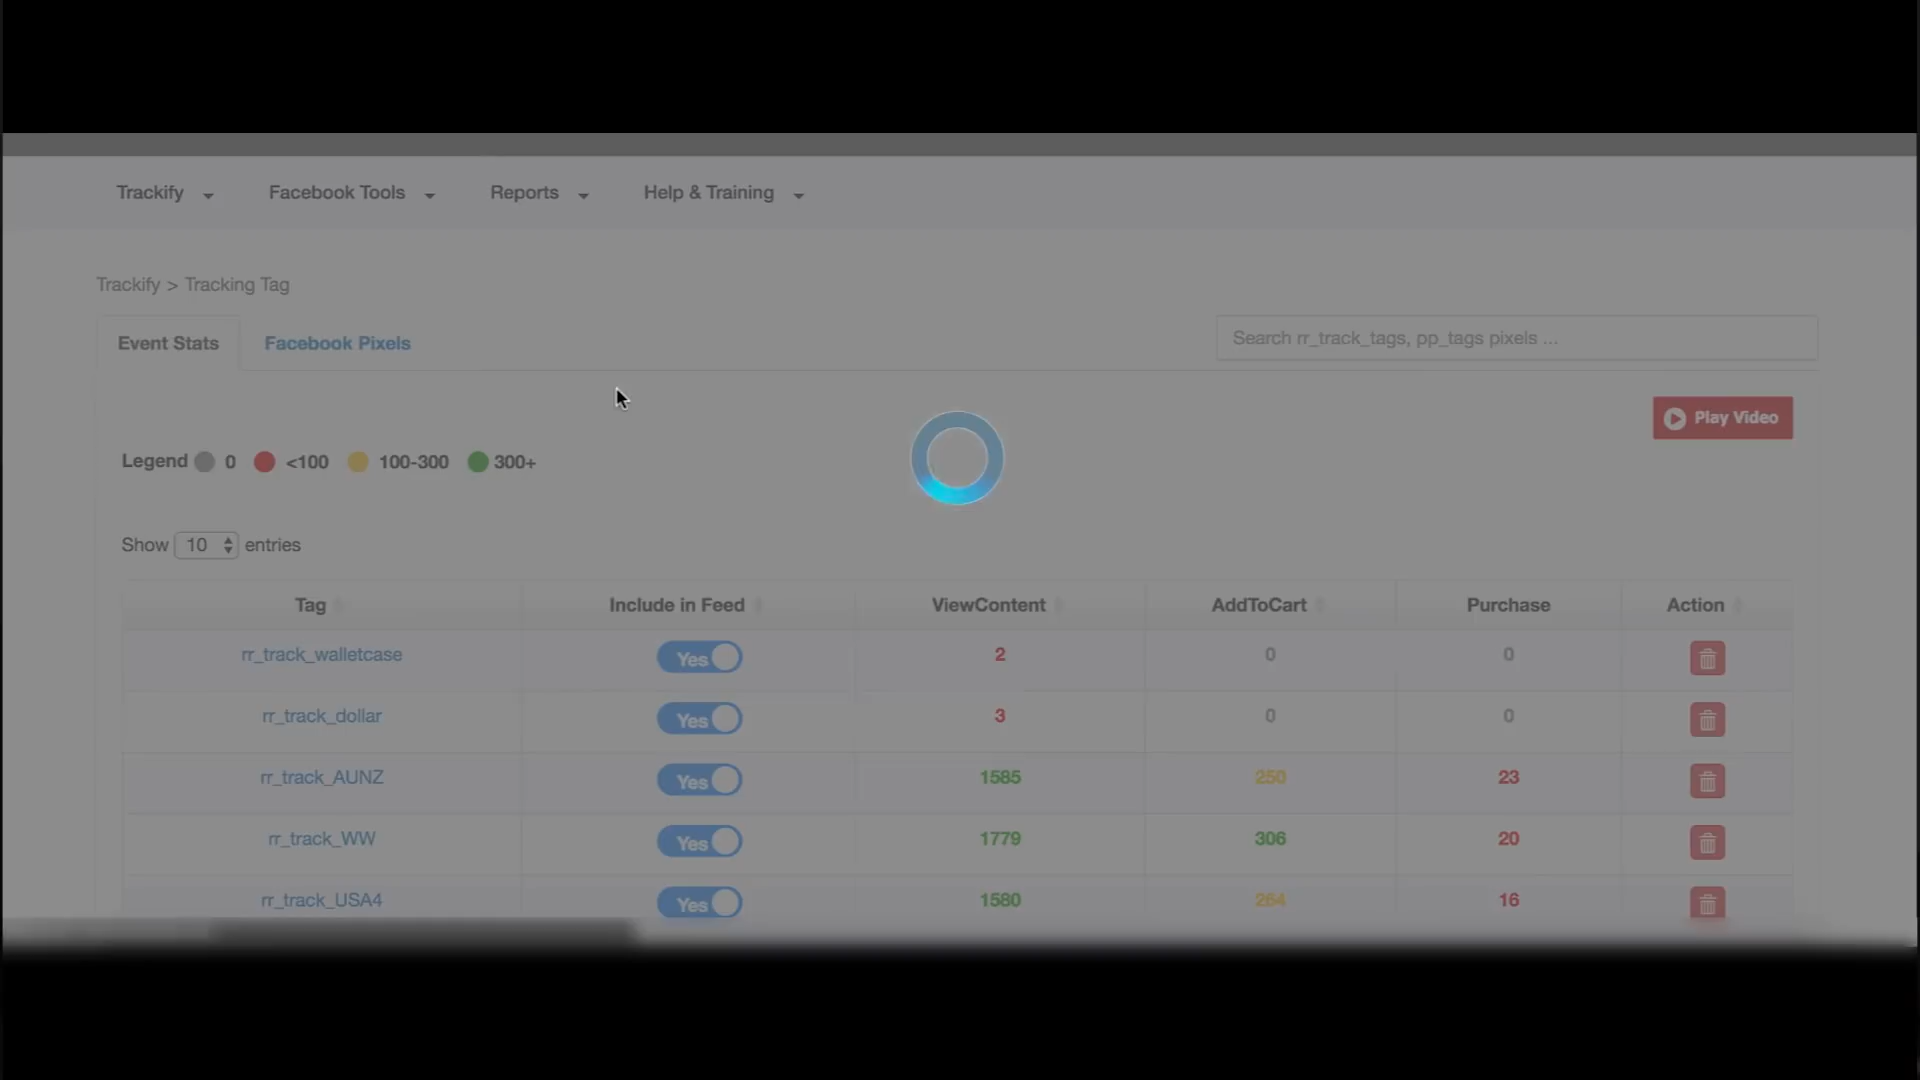 Trackify Facebook Tools Reports Help & Training
Trackify > Tracking Tag
Event Stats Facebook Pixels Search rr_track_tags, pp_tags pixels ...
Play Video
Legend 0 <100 100-300 300+
Show 10 entries
Tag Include in Feed ViewContent AddToCart Purchase Action
rr_track_walletcase Yes 2 0 0
rr_track_dollar Yes 3 0 0
rr_track_AUNZ Yes 1585 250 23
rr_track_WW Yes 1779 306 20
rr_track_USA4 Yes 1580 264 16